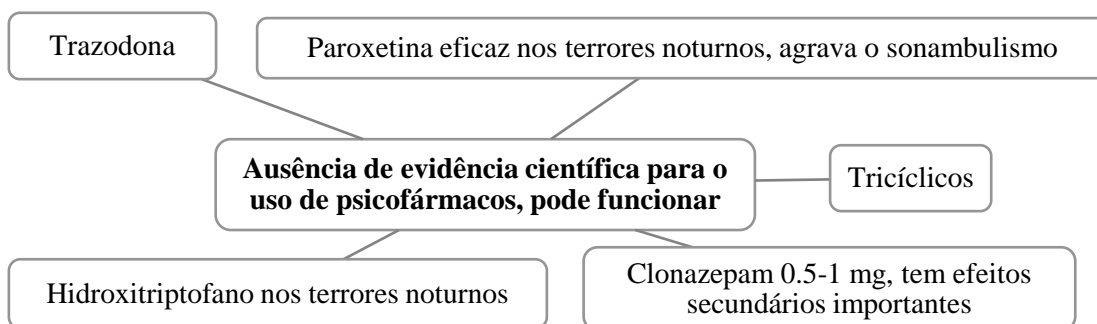 Trazodona
Paroxetina eficaz nos terrores noturnos, agrava o sonambulismo
Ausência de evidência científica para o
uso de psicofármacos, pode funcionar
Tricíclicos
Hidroxitriptofano nos terrores noturnos
Clonazepam 0.5-1 mg, tem efeitos
secundários importantes